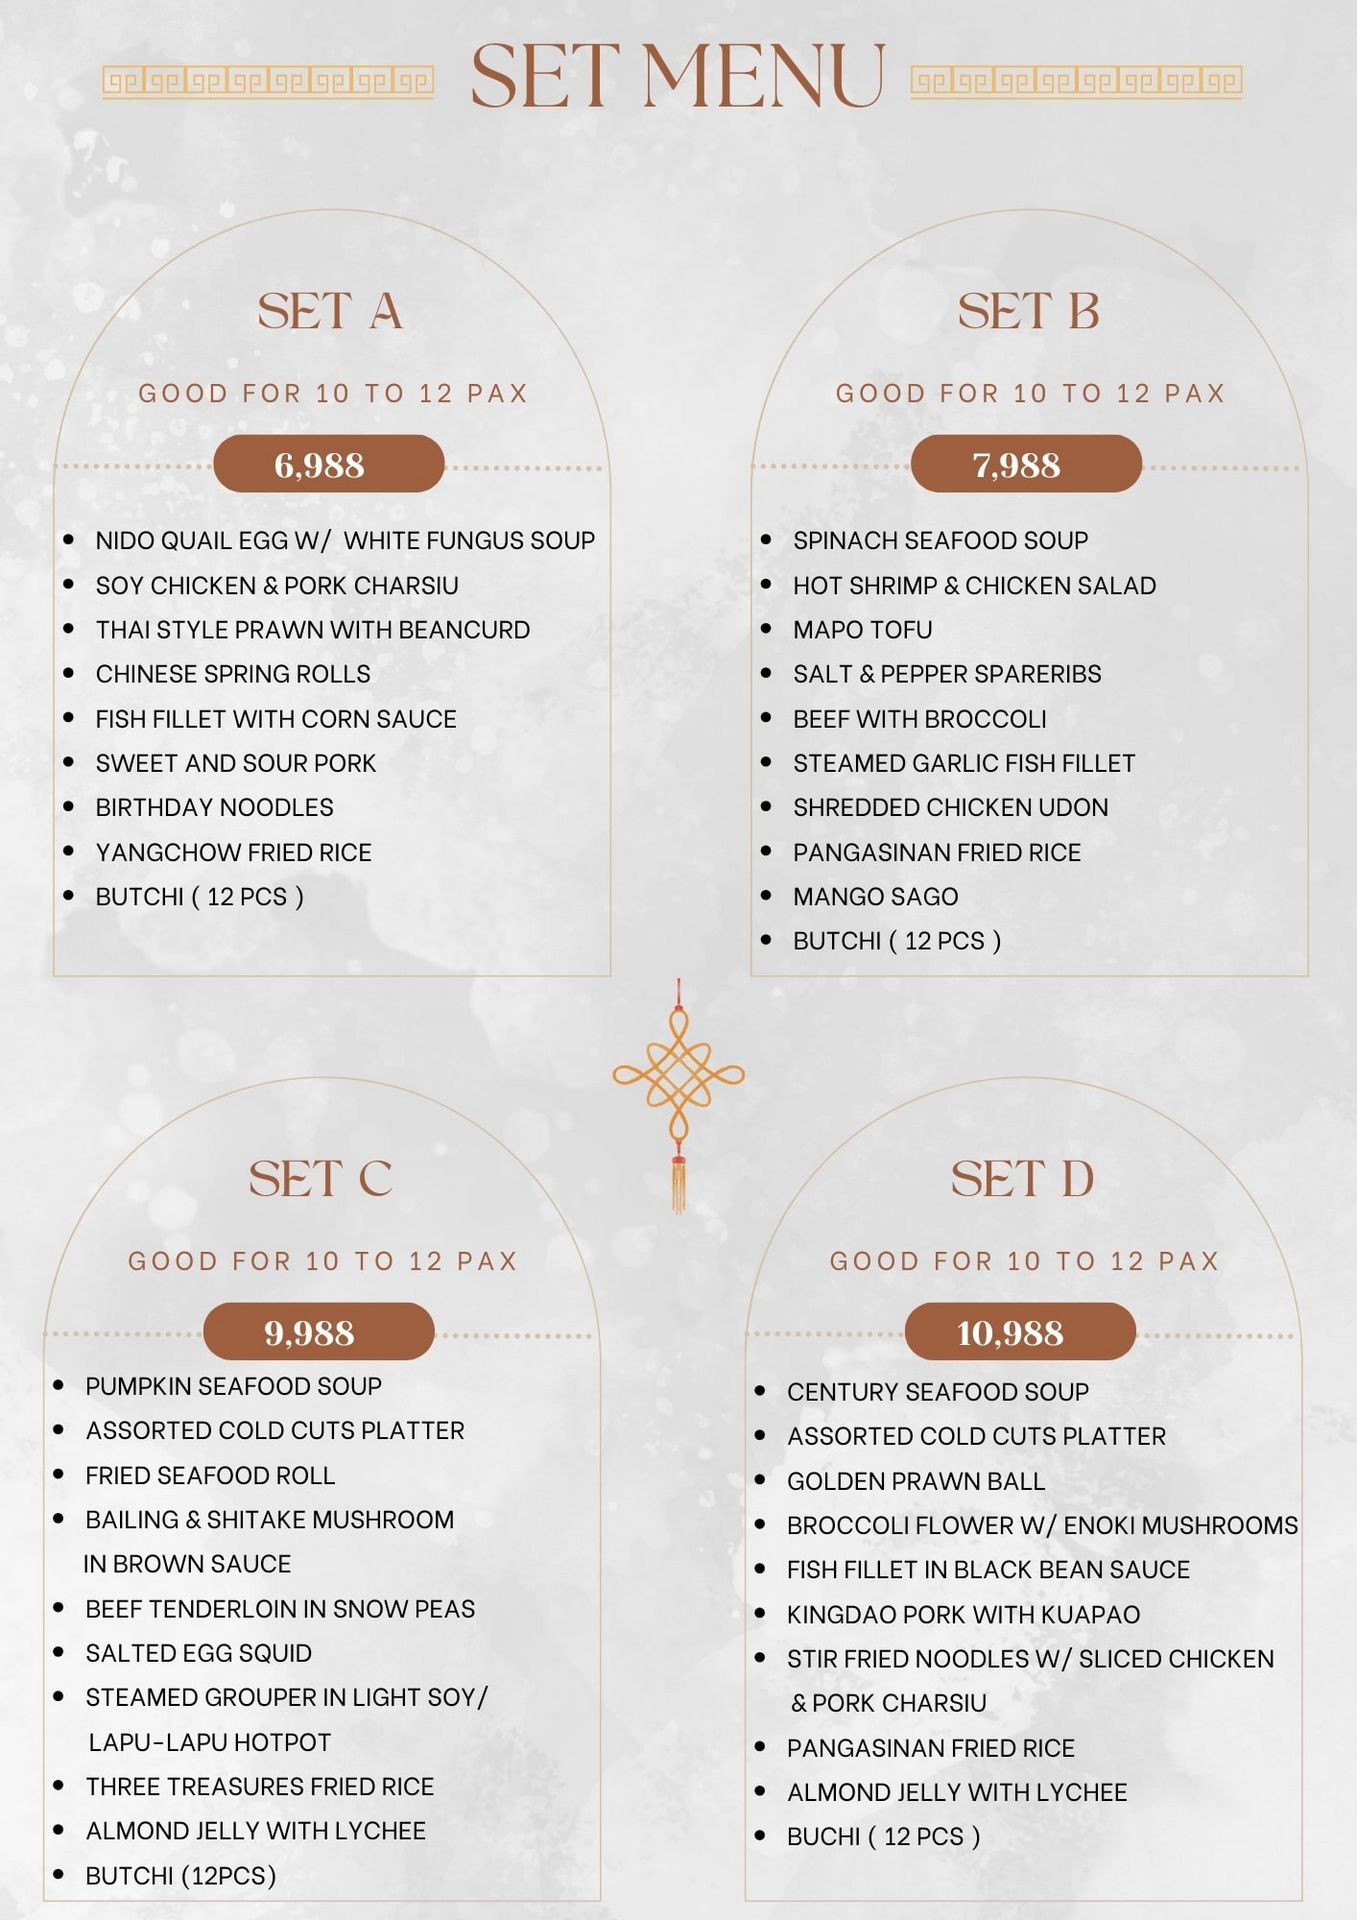 SET MENU
SET A
GOOD FOR 10 TO 12 PAX
6,988
• NIDO QUAIL EGG W/ WHITE FUNGUS SOUP
• SOY CHICKEN & PORK CHARSIU
• THAI STYLE PRAWN WITH BEANCURD
• CHINESE SPRING ROLLS
• FISH FILLET WITH CORN SAUCE
• SWEET AND SOUR PORK
• BIRTHDAY NOODLES
• YANGCHOW FRIED RICE
• BUTCHI ( 12 PCS )
SET B
GOOD FOR 10 TO 12 PAX
7,988
• SPINACH SEAFOOD SOUP
• HOT SHRIMP & CHICKEN SALAD
• MAPO TOFU
• SALT & PEPPER SPARERIBS
• BEEF WITH BROCCOLI
• STEAMED GARLIC FISH FILLET
• SHREDDED CHICKEN UDON
• PANGASINAN FRIED RICE
• MANGO SAGO
• BUTCHI ( 12 PCS )
SET C
GOOD FOR 10 TO 12 PAX
9,988
• PUMPKIN SEAFOOD SOUP
• ASSORTED COLD CUTS PLATTER
• FRIED SEAFOOD ROLL
• BAILING & SHITAKE MUSHROOM
IN BROWN SAUCE
• BEEF TENDERLOIN IN SNOW PEAS
• SALTED EGG SQUID
• STEAMED GROUPER IN LIGHT SOY/
LAPU-LAPU HOTPOT
• THREE TREASURES FRIED RICE
• ALMOND JELLY WITH LYCHEE
• BUTCHI (12PCS)
SET D
GOOD FOR 10 TO 12 PAX
10,988
• CENTURY SEAFOOD SOUP
• ASSORTED COLD CUTS PLATTER
• GOLDEN PRAWN BALL
• BROCCOLI FLOWER W/ ENOKI MUSHROOMS
• FISH FILLET IN BLACK BEAN SAUCE
• KINGDAO PORK WITH KUAPAO
• STIR FRIED NOODLES W/ SLICED CHICKEN
& PORK CHARSIU
• PANGASINAN FRIED RICE
• ALMOND JELLY WITH LYCHEE
• BUCHI ( 12 PCS )